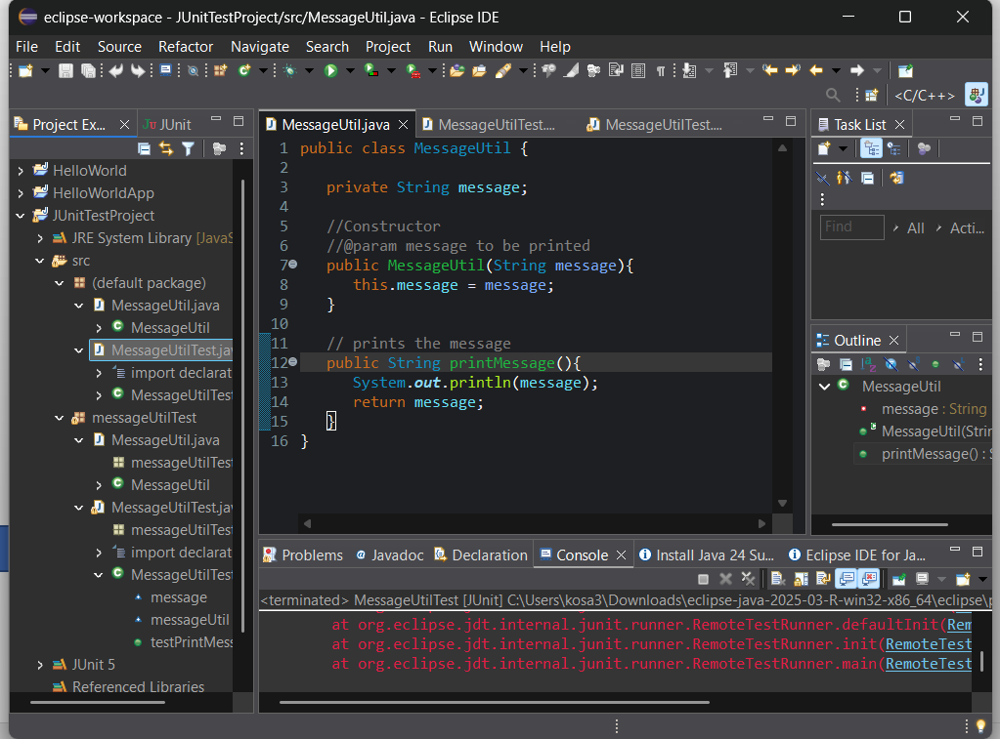 eclipse-workspace - JUnitTestProject/src/MessageUtil.java - Eclipse IDE
File Edit Source Refactor Navigate Search Project Run Window Help
<C/C++>
Project Ex...
JU JUnit
HelloWorld
HelloWorldApp
JUnitTestProject
JRE System Library [JavaS
src
(default package)
MessageUtil.java
MessageUtil
MessageUtilTest.jav
import declarat
MessageUtilTest
messageUtilTest
MessageUtil.java
messageUtilTest
MessageUtil
MessageUtilTest.java
messageUtilTest
import declarat
MessageUtilTest
message
messageUtil
testPrintMess
JUnit 5
Referenced Libraries
MessageUtil.java MessageUtilTest.... MessageUtilTest....
1 public class MessageUtil {
2
3 private String message;
4
5 //Constructor
6 //@param message to be printed
7 public MessageUtil(String message){
8 this.message = message;
9 }
10
11 // prints the message
12 public String printMessage(){
13 System.out.println(message);
14 return message;
15 }
16 }
Task List
Find All Acti...
Outline
MessageUtil
message : String
MessageUtil(Strin
printMessage() : S
Problems @ Javadoc Declaration Console Install Java 24 Su... Eclipse IDE for Ja...
<terminated> MessageUtilTest [JUnit] C:\Users\kosa3\Downloads\eclipse-java-2025-03-R-win32-x86_64\eclipse\p
at org.eclipse.jdt.internal.junit.runner.RemoteTestRunner.defaultInit(Rem
at org.eclipse.jdt.internal.junit.runner.RemoteTestRunner.init(RemoteTest
at org.eclipse.jdt.internal.junit.runner.RemoteTestRunner.main(RemoteTest